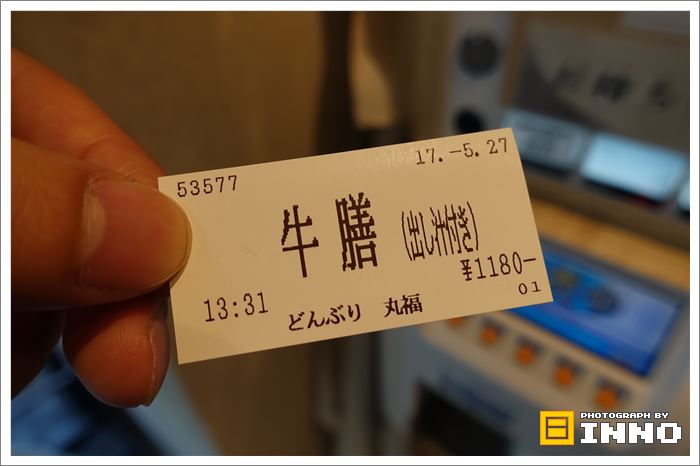 53577
17.-5.27
牛膳 (出し汁付き)
¥1180-
13:31
01
どんぶり 丸福
PHOTOGRAPH BY
INNO